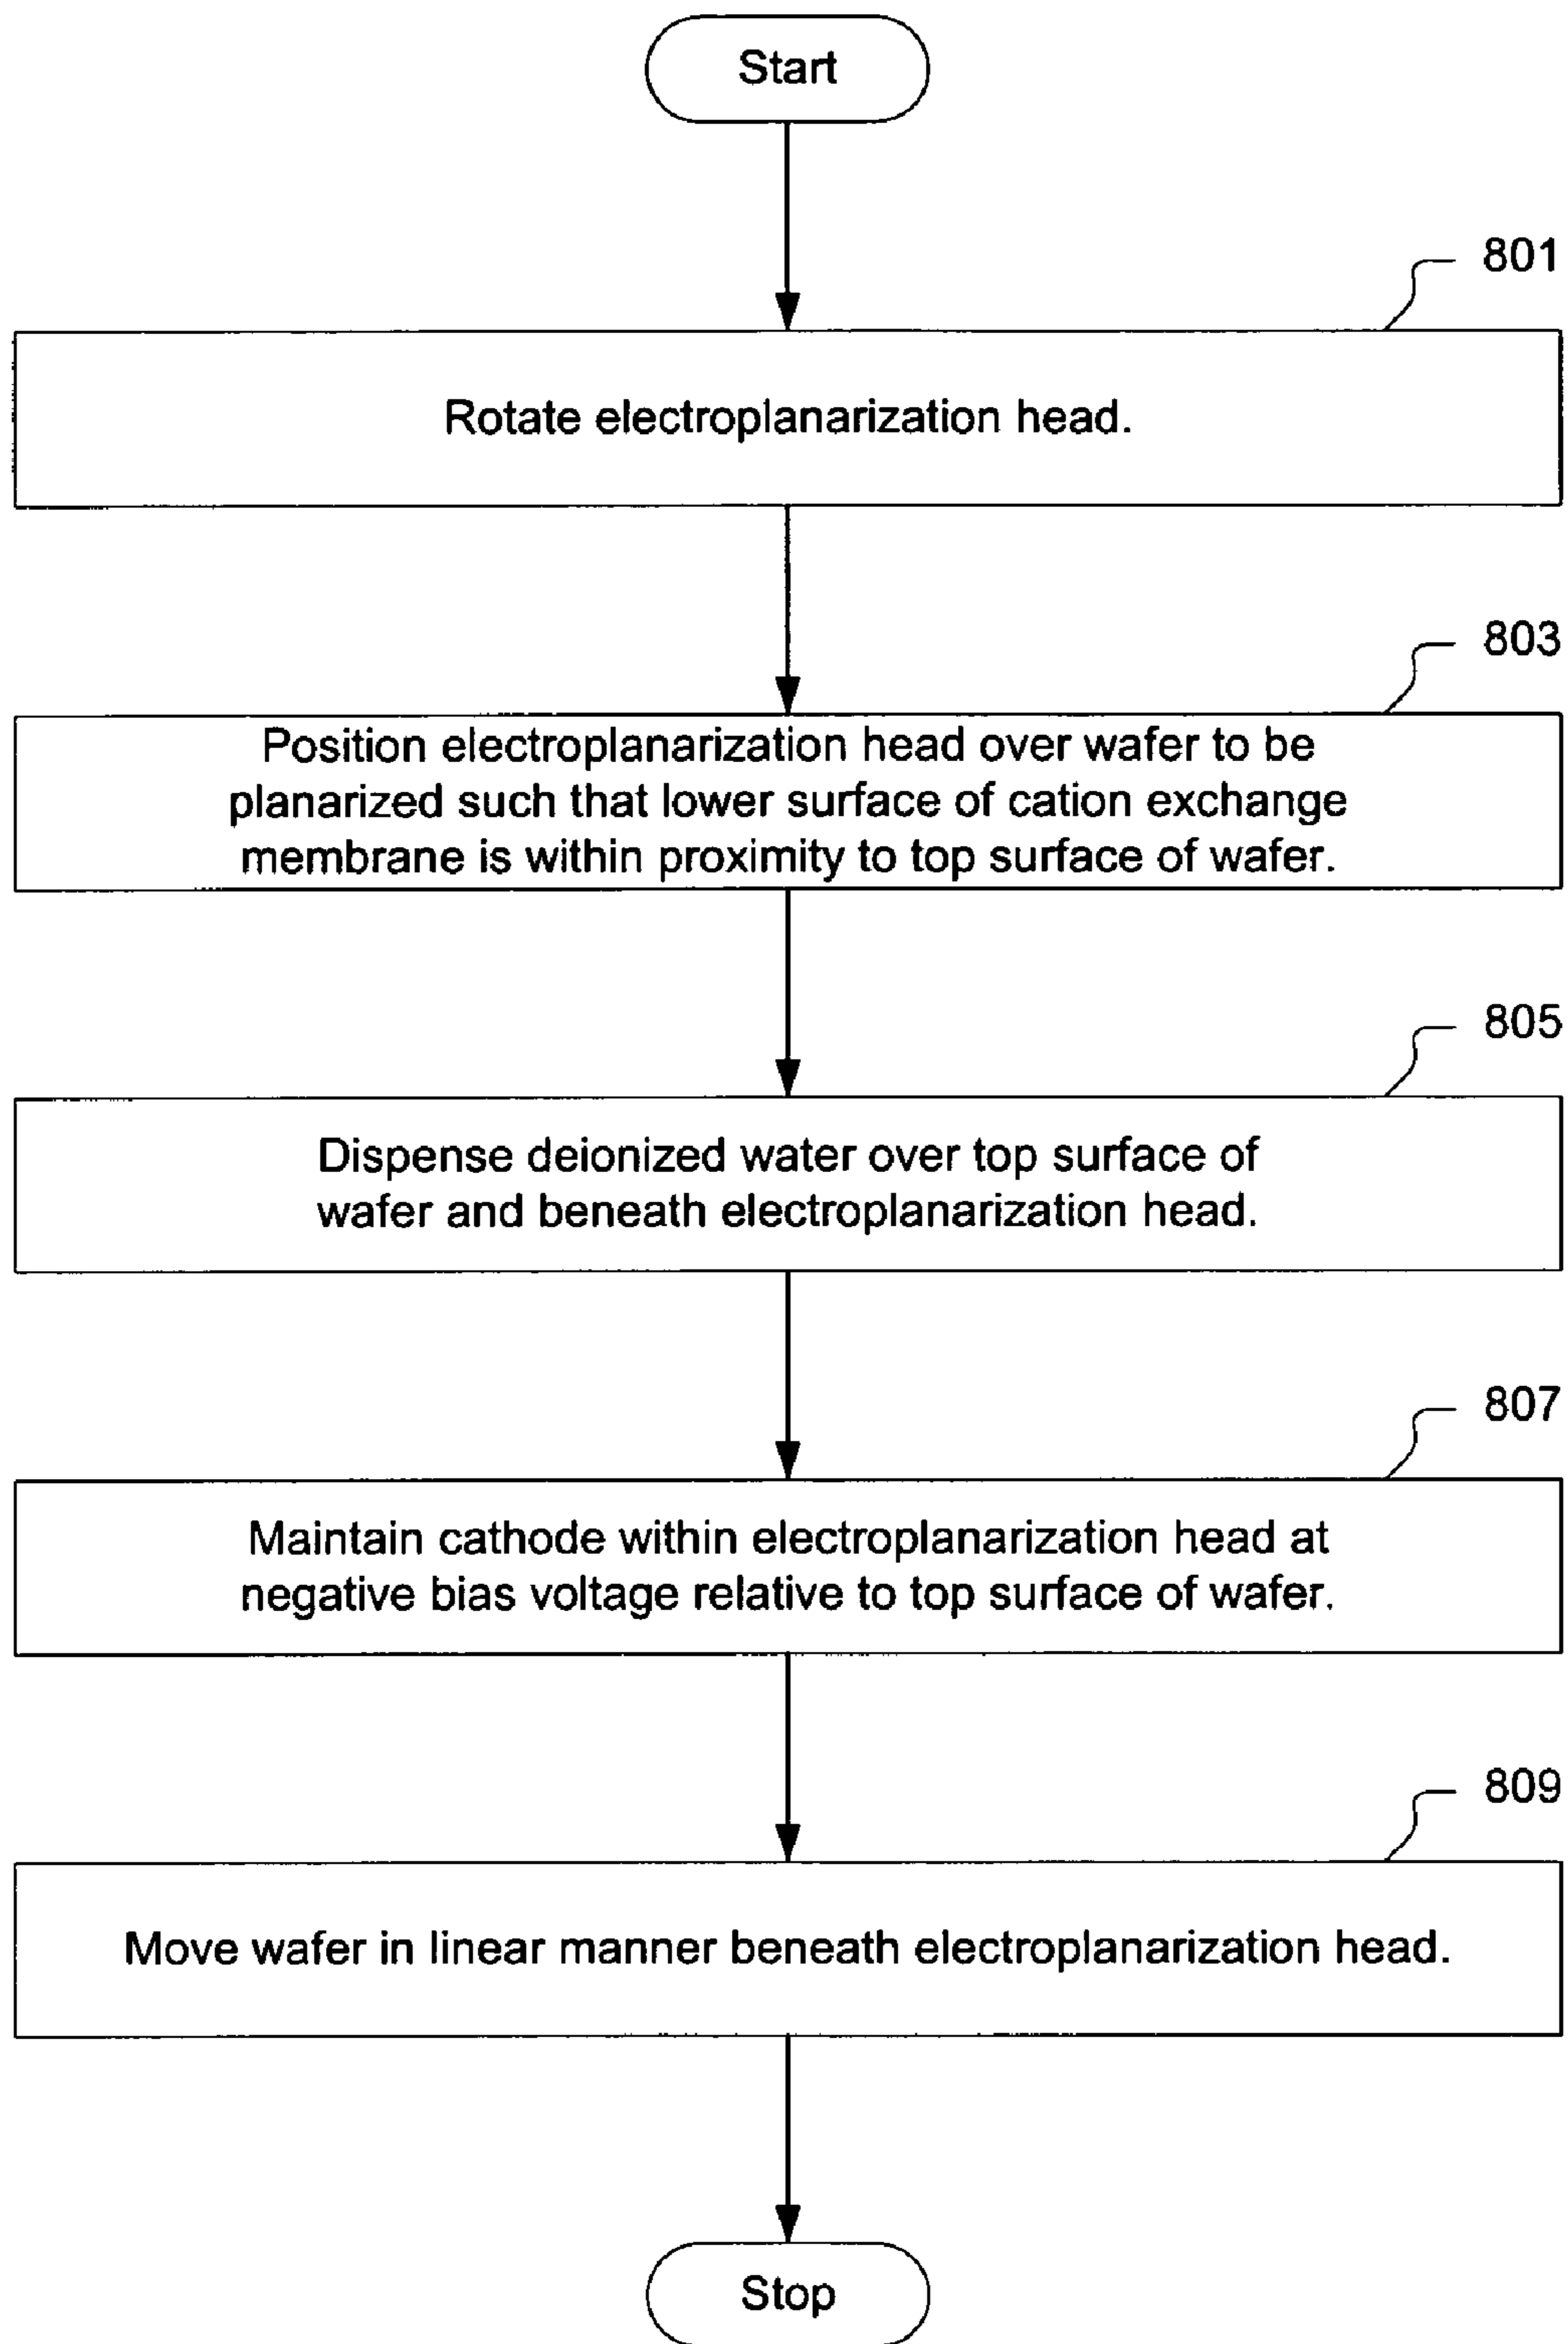 Start
801
Rotate electroplanarization head.
803
Position electroplanarization head over wafer to be
planarized such that lower surface of cation exchange
membrane is within proximity to top surface of wafer.
805
Dispense deionized water over top surface of
wafer and beneath electroplanarization head.
807
Maintain cathode within electroplanarization head at
negative bias voltage relative to top surface of wafer.
809
Move wafer in linear manner beneath electroplanarization head.
Stop